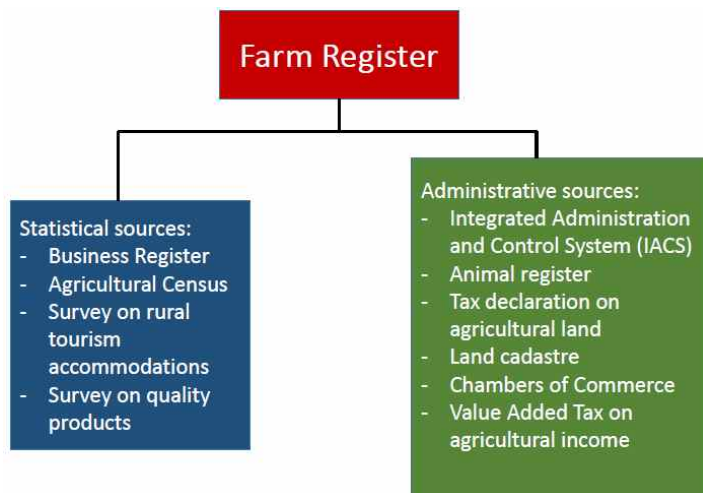 Farm Register
Statistical sources:
- Business Register
- Agricultural Census
- Survey on rural
tourism
accommodations
- Survey on quality
products
Administrative sources:
- Integrated Administration
and Control System (IACS)
- Animal register
- Tax declaration on
agricultural land
- Land cadastre
- Chambers of Commerce
- Value Added Tax on
agricultural income